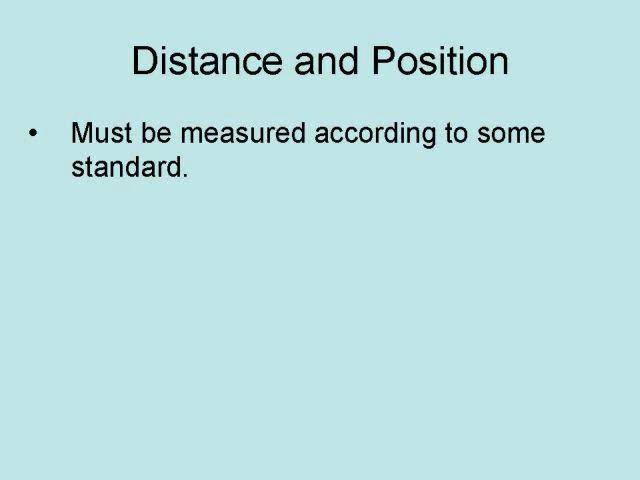 Distance and Position
• Must be measured according to some
standard.